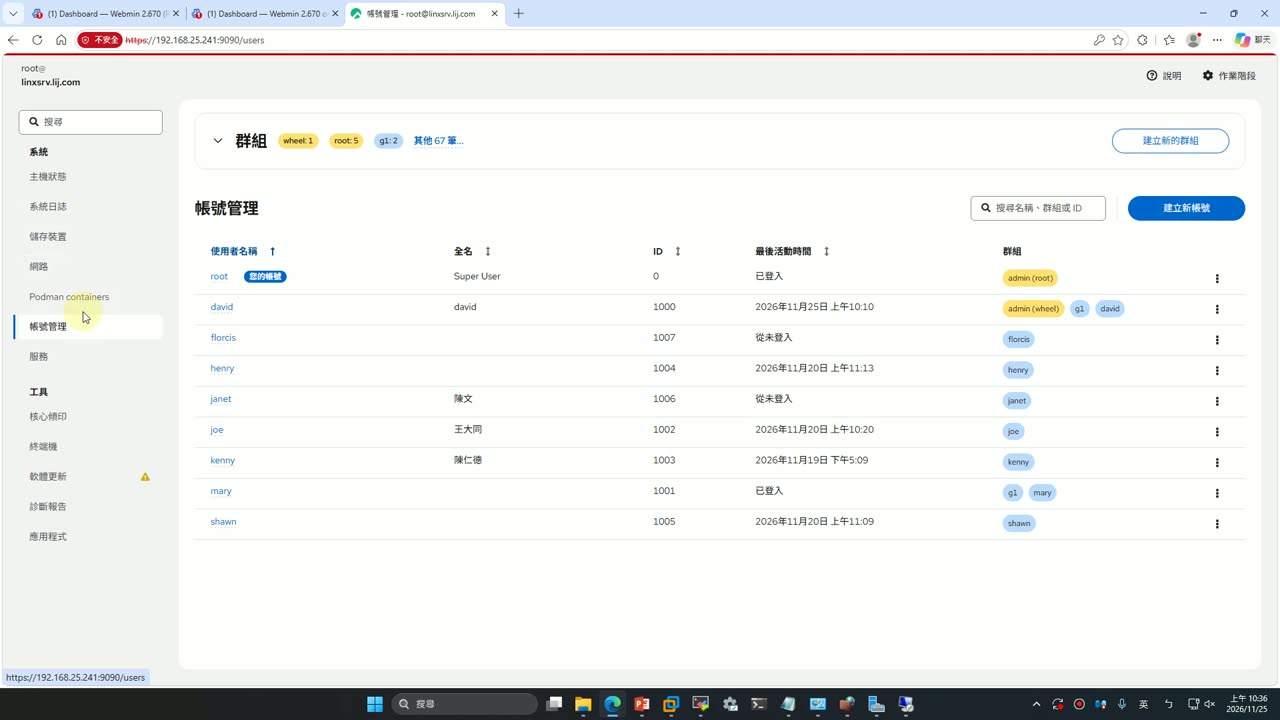 (1) Dashboard — Webmin 2.670
(1) Dashboard — Webmin 2.670
帳號管理 - root@linxsrv.lij.com
不安全 https://192.168.25.241:9090/users
聊天
root@
linxsrv.lij.com
說明
作業階段
搜尋
系統
主機狀態
系統日誌
儲存裝置
網路
Podman containers
帳號管理
服務
工具
核心傾印
終端機
軟體更新
診斷報告
應用程式
群組 wheel: 1 root: 5 g1: 2 其他 67 筆...
建立新的群組
帳號管理
搜尋名稱、群組或 ID
建立新帳號
使用者名稱 全名 ID 最後活動時間 群組
root 您的帳號 Super User 0 已登入 admin (root)
david david 1000 2026年11月25日 上午10:10 admin (wheel) g1 david
florcis 1007 從未登入 florcis
henry 1004 2026年11月20日 上午11:13 henry
janet 陳文 1006 從未登入 janet
joe 王大同 1002 2026年11月20日 上午10:20 joe
kenny 陳仁德 1003 2026年11月19日 下午5:09 kenny
mary 1001 已登入 g1 mary
shawn 1005 2026年11月20日 上午11:09 shawn
https://192.168.25.241:9090/users
搜尋
英
上午 10:36
2026/11/25